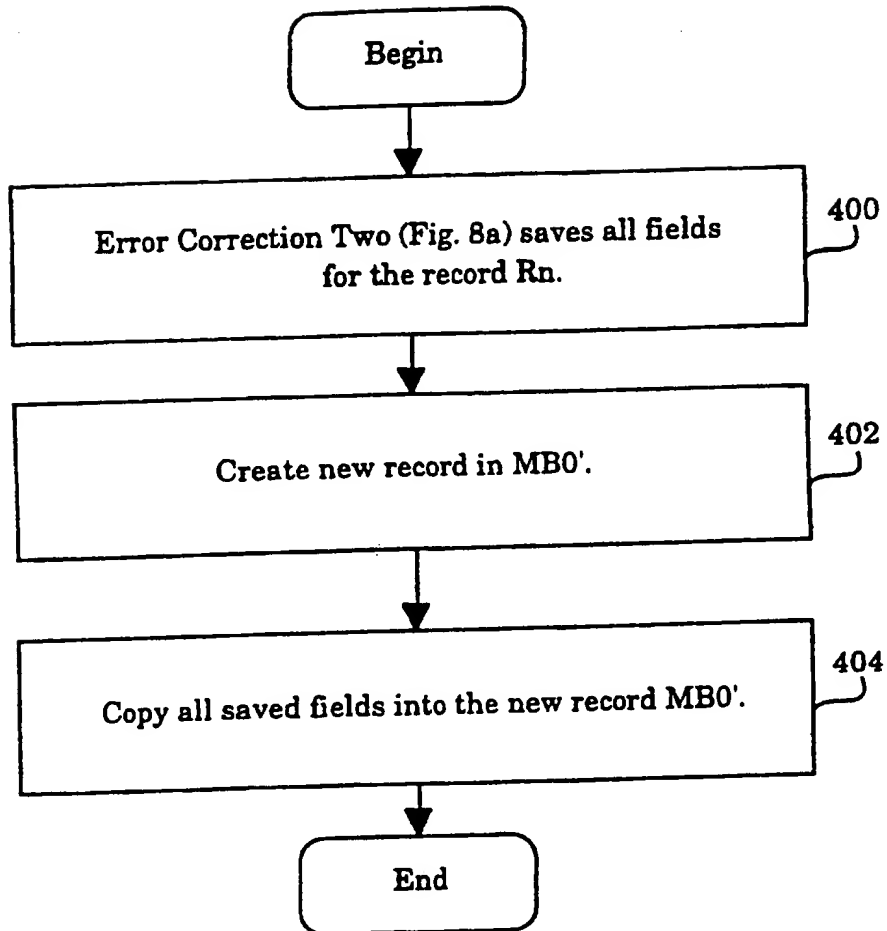 Begin
Error Correction Two (Fig. 8a) saves all fields
for the record Rn.
400
Create new record in MB0'.
402
Copy all saved fields into the new record MB0'.
404
End